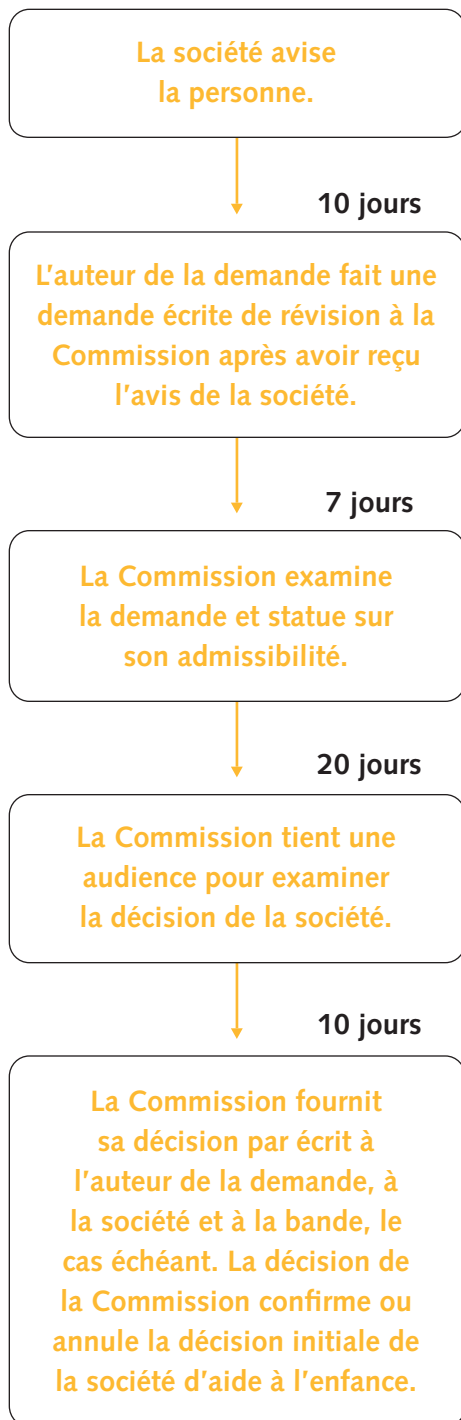 La société avise
la personne.
10 jours
L'auteur de la demande fait une
demande écrite de révision à la
Commission après avoir reçu
l'avis de la société.
7 jours
La Commission examine
la demande et statue sur
son admissibilité.
20 jours
La Commission tient une
audience pour examiner
la décision de la société.
10 jours
La Commission fournit
sa décision par écrit à
l'auteur de la demande, à
la société et à la bande, le
cas échéant. La décision de
la Commission confirme ou
annule la décision initiale de
la société d'aide à l'enfance.